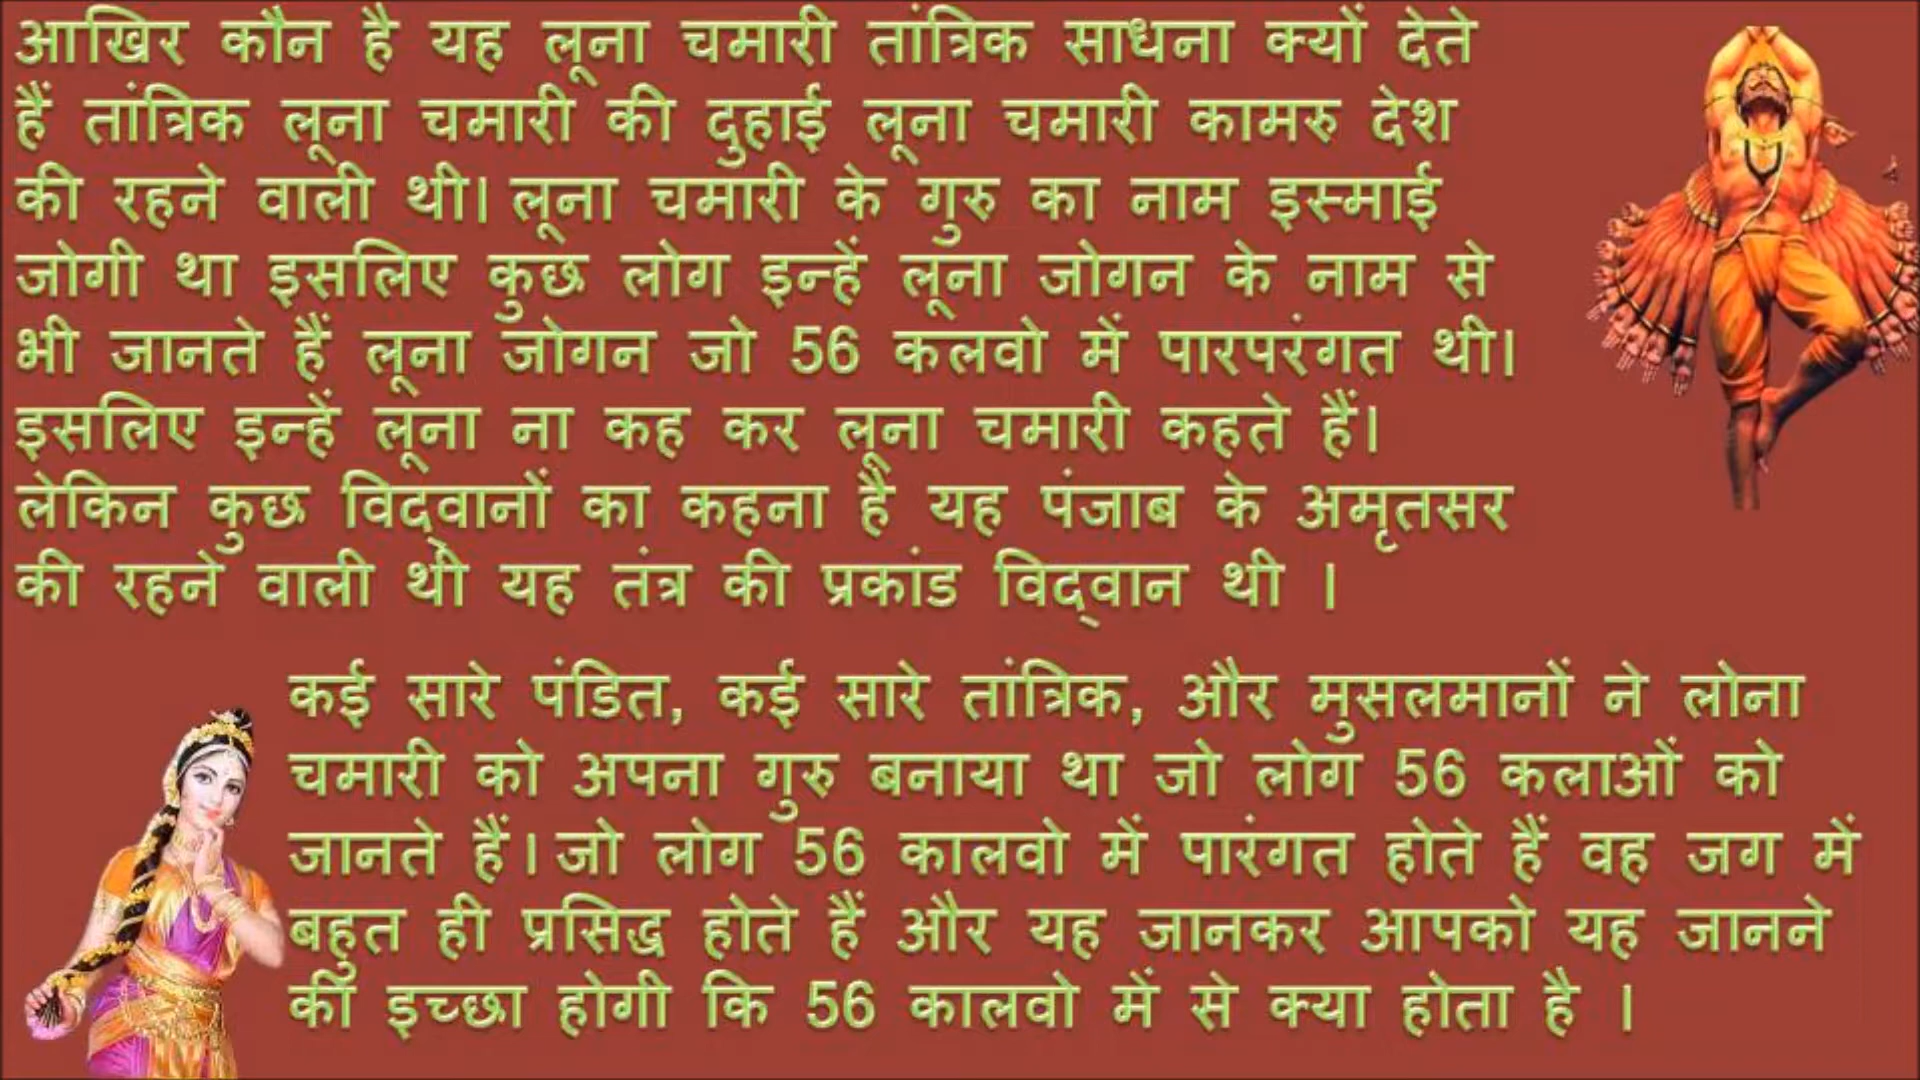 आखिर कौन है यह लूना चमारी तांत्रिक साधना क्यों देते
हैं तांत्रिक लूना चमारी की दुहाई लूना चमारी कामरु देश
की रहने वाली थी। लूना चमारी के गुरु का नाम इस्माई
जोगी था इसलिए कुछ लोग इन्हें लूना जोगन के नाम से
भी जानते हैं लूना जोगन जो 56 कलवो में पारपरंगत थी।
इसलिए इन्हें लूना ना कह कर लूना चमारी कहते हैं।
लेकिन कुछ विद्वानों का कहना है यह पंजाब के अमृतसर
की रहने वाली थी यह तंत्र की प्रकांड विद्वान थी ।
कई सारे पंडित, कई सारे तांत्रिक, और मुसलमानों ने लोना
चमारी को अपना गुरु बनाया था जो लोग 56 कलाओं को
जानते हैं। जो लोग 56 कालवो में पारंगत होते हैं वह जग में
बहुत ही प्रसिद्ध होते हैं और यह जानकर आपको यह जानने
की इच्छा होगी कि 56 कालवो में से क्या होता है ।